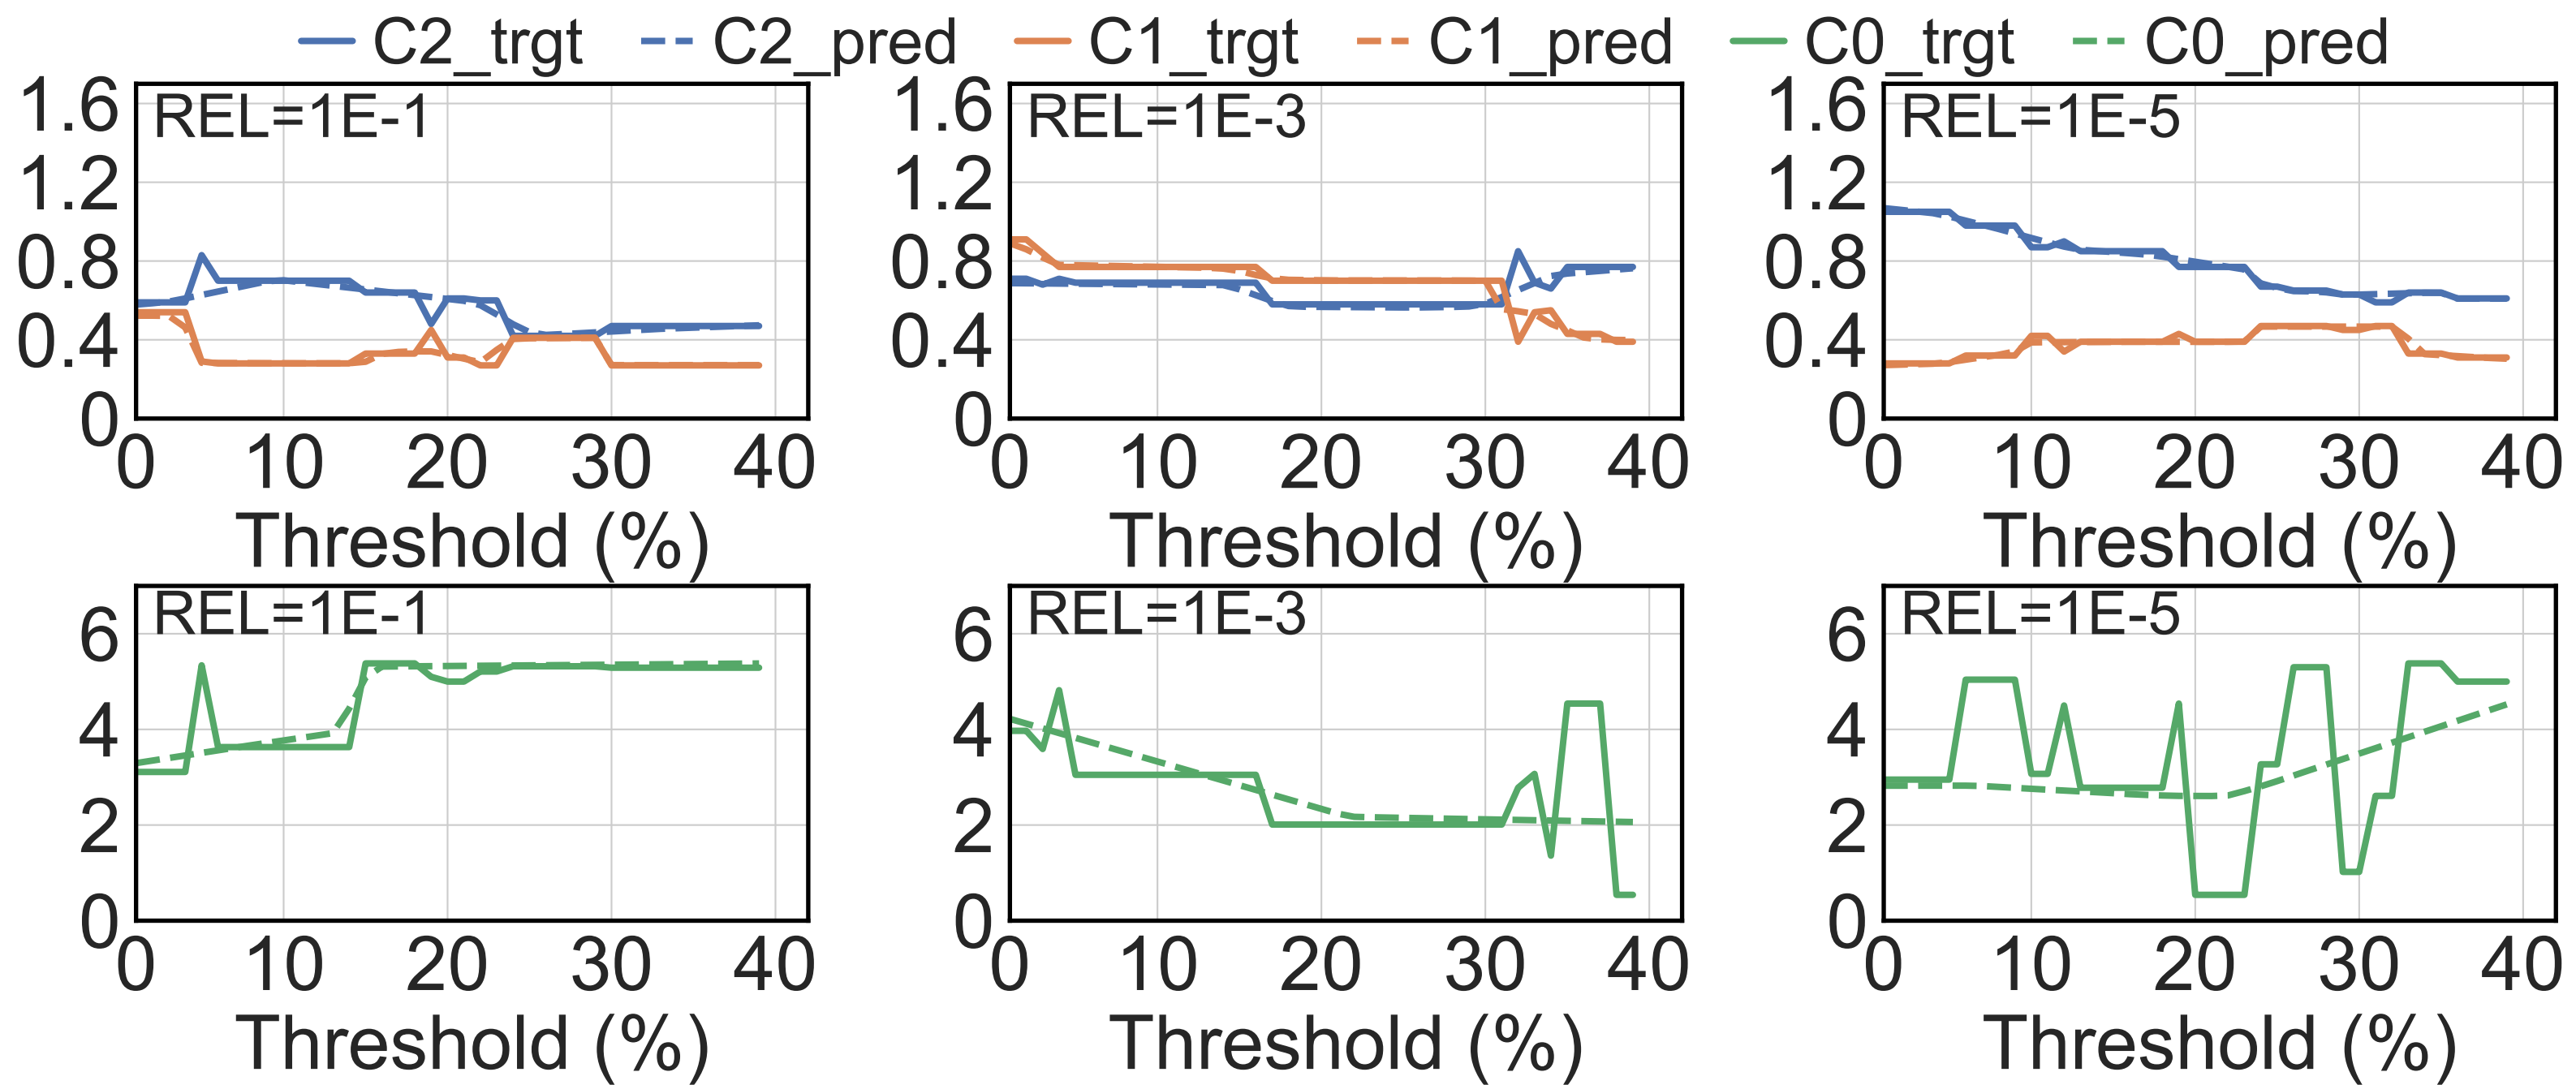 C2_trgt C2_pred C1_trgt C1_pred C0_trgt C0_pred
REL=1E-1 REL=1E-3 REL=1E-5
1.6 1.6 1.6
1.2 1.2 1.2
0.8 0.8 0.8
0.4 0.4 0.4
0 0 0
0 10 20 30 40 0 10 20 30 40 0 10 20 30 40
Threshold (%) Threshold (%) Threshold (%)
REL=1E-1 REL=1E-3 REL=1E-5
6 6 6
4 4 4
2 2 2
0 0 0
0 10 20 30 40 0 10 20 30 40 0 10 20 30 40
Threshold (%) Threshold (%) Threshold (%)